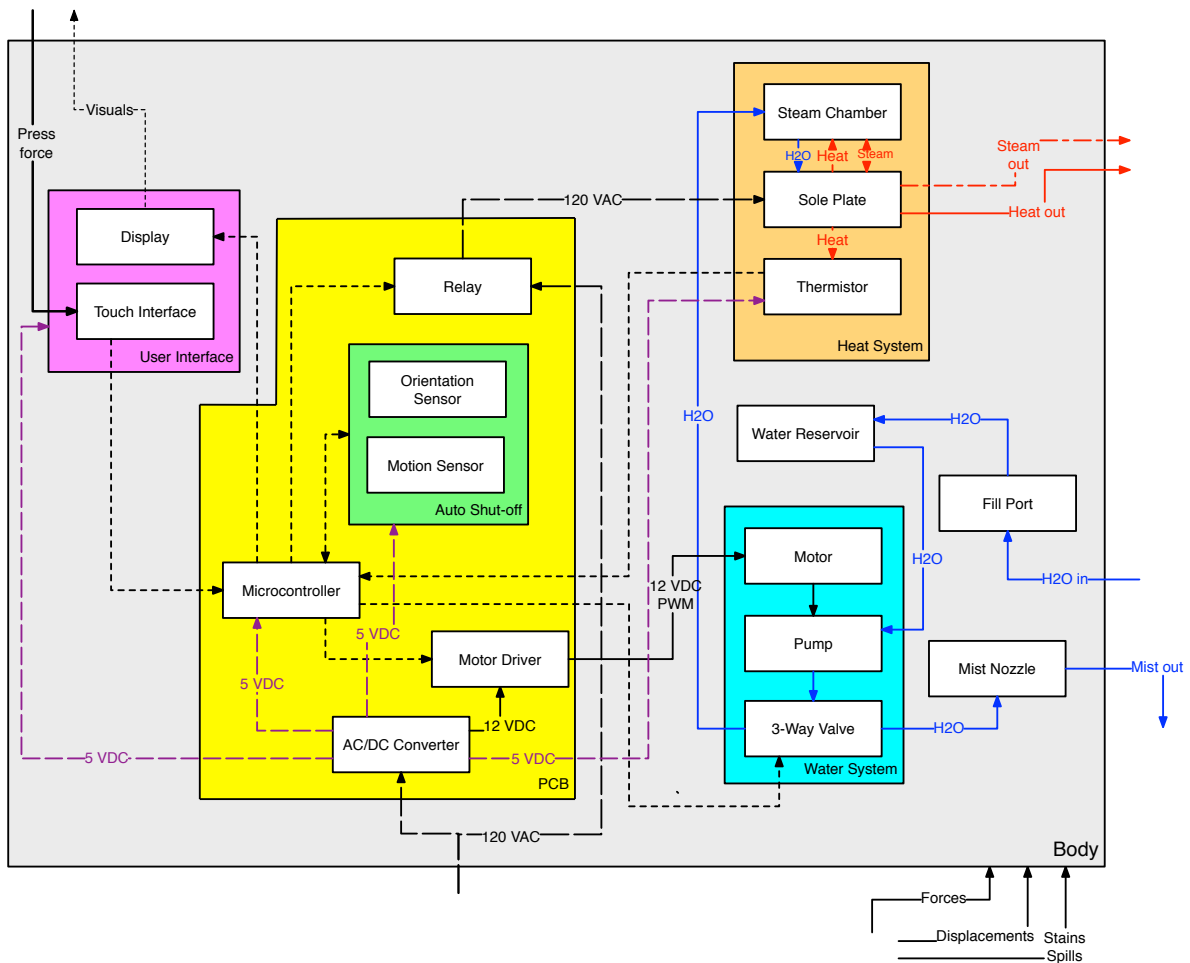 Visuals
Press
force
Display
Touch Interface
User Interface
120 VAC
Relay
Orientation
Sensor
Motion Sensor
Auto Shut-off
Microcontroller
5 VDC
5 VDC
Motor Driver
12 VDC
AC/DC Converter
5 VDC
5 VDC
PCB
120 VAC
Steam Chamber
H2O
Heat
Steam
Sole Plate
Heat
Thermistor
Heat System
Steam
out
Heat out
H2O
Water Reservoir
H2O
Fill Port
H2O in
H2O
12 VDC
PWM
Motor
Pump
3-Way Valve
Water System
H2O
Mist Nozzle
Mist out
Body
Forces
Displacements
Stains
Spills